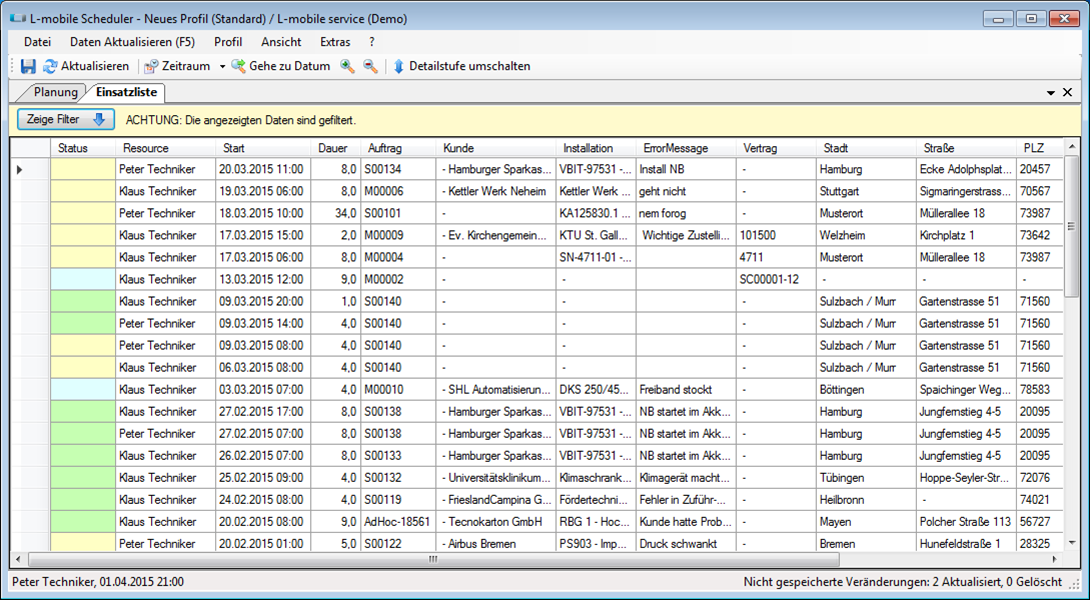 L-mobile Scheduler - Neues Profil (Standard) / L-mobile service (Demo)
Datei Daten Aktualisieren (F5) Profil Ansicht Extras ?
Aktualisieren Zeitraum Gehe zu Datum Detailstufe umschalten
Planung Einsatzliste
Zeige Filter ACHTUNG: Die angezeigten Daten sind gefiltert.
Status Resource Start Dauer Auftrag Kunde Installation ErrorMessage Vertrag Stadt Straße PLZ
Peter Techniker 20.03.2015 11:00 8,0 S00134 - Hamburger Sparkas... VBIT-97531 -... Install NB - Hamburg Ecke Adolphsplat... 20457
Klaus Techniker 19.03.2015 06:00 8,0 M00006 - Kettler Werk Neheim Kettler Werk ... geht nicht - Stuttgart Sigmaringerstrass... 70567
Peter Techniker 18.03.2015 10:00 34,0 S00101 - KA125830.1 ... nem forog - Musterort Müllerallee 18 73987
Klaus Techniker 17.03.2015 15:00 2,0 M00009 - Ev. Kirchengemein... KTU St. Gall... Wichtige Zustelli... 101500 Welzheim Kirchplatz 1 73642
Klaus Techniker 17.03.2015 06:00 8,0 M00004 - SN-4711-01 -... 4711 Musterort Müllerallee 18 73987
Klaus Techniker 13.03.2015 12:00 9,0 M00002 - - SC00001-12 - - -
Klaus Techniker 09.03.2015 20:00 1,0 S00140 - - - Sulzbach / Murr Gartenstrasse 51 71560
Peter Techniker 09.03.2015 14:00 4,0 S00140 - - - Sulzbach / Murr Gartenstrasse 51 71560
Peter Techniker 09.03.2015 08:00 4,0 S00140 - - - Sulzbach / Murr Gartenstrasse 51 71560
Klaus Techniker 06.03.2015 08:00 4,0 S00140 - - - Sulzbach / Murr Gartenstrasse 51 71560
Klaus Techniker 03.03.2015 07:00 4,0 M00010 - SHL Automatisierun... DKS 250/45... Freiband stockt - Böttingen Spaichinger Weg... 78583
Klaus Techniker 27.02.2015 17:00 8,0 S00138 - Hamburger Sparkas... VBIT-97531 -... NB startet im Akk... - Hamburg Jungfernstieg 4-5 20095
Peter Techniker 27.02.2015 07:00 8,0 S00138 - Hamburger Sparkas... VBIT-97531 -... NB startet im Akk... - Hamburg Jungfernstieg 4-5 20095
Klaus Techniker 26.02.2015 07:00 8,0 S00133 - Hamburger Sparkas... VBIT-97531 -... NB startet im Akk... - Hamburg Jungfernstieg 4-5 20095
Klaus Techniker 25.02.2015 09:00 4,0 S00132 - Universitätsklinikum... Klimaschrank... Klimagerät macht... - Tübingen Hoppe-Seyler-Str... 72076
Klaus Techniker 24.02.2015 08:00 4,0 S00119 - FrieslandCampina G... Fördertechni... Fehler in Zuführ-... - Heilbronn - 74021
Klaus Techniker 20.02.2015 08:00 9,0 AdHoc-18561 - Tecnokarton GmbH RBG 1 - Hoc... Kunde hatte Prob... - Mayen Polcher Straße 113 56727
Peter Techniker 20.02.2015 01:00 5,0 S00122 - Airbus Bremen PS903 - Imp... Druck schwankt - Bremen Hunefeldstraße 1 28325
Peter Techniker, 01.04.2015 21:00 Nicht gespeicherte Veränderungen: 2 Aktualisiert, 0 Gelöscht